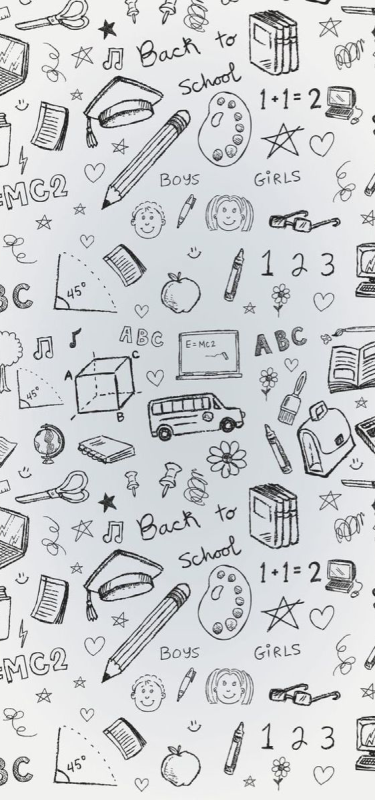 Back to
School
1+1=2
BOYS
GiRLS
=MC2
1 2 3
45°
BC
ABC
ABC
E=MC2
C
A
B
45°
Back to
School
1+1=2
BOYS
GiRLS
=MC2
1 2 3
45°
BC